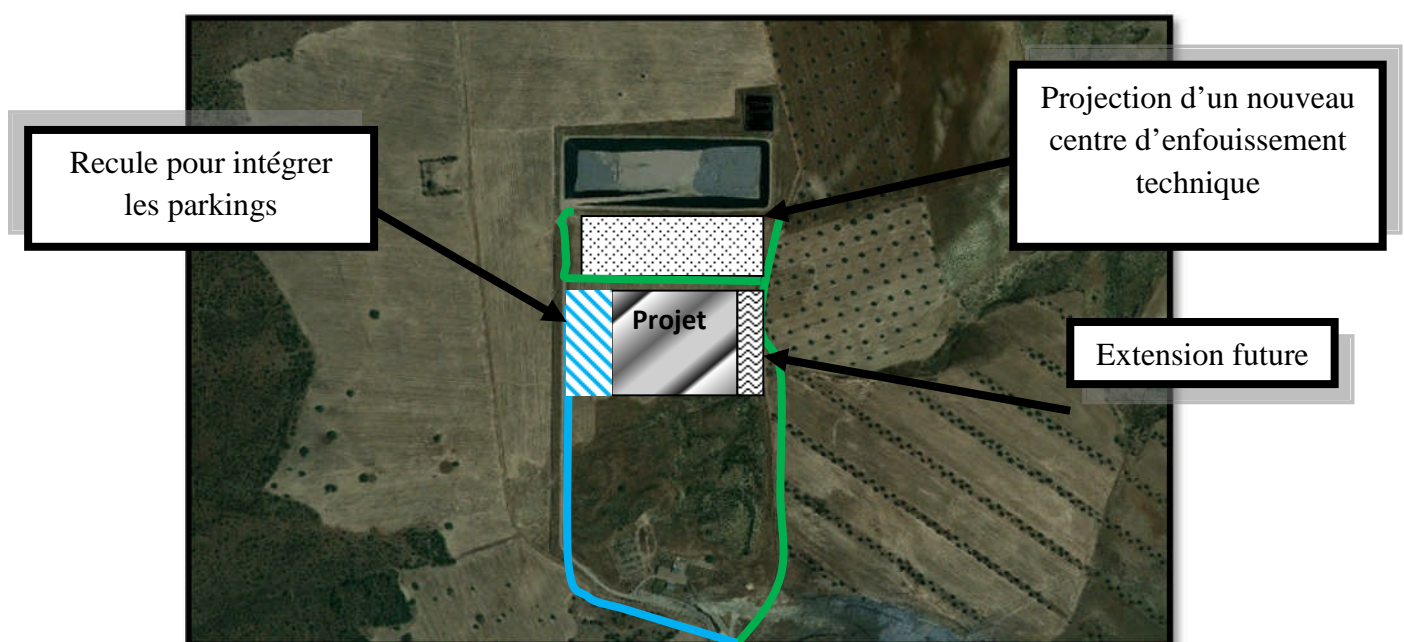 Recule pour intégrer
les parkings
Projection d’un nouveau
centre d’enfouissement
technique
Projet
Extension future